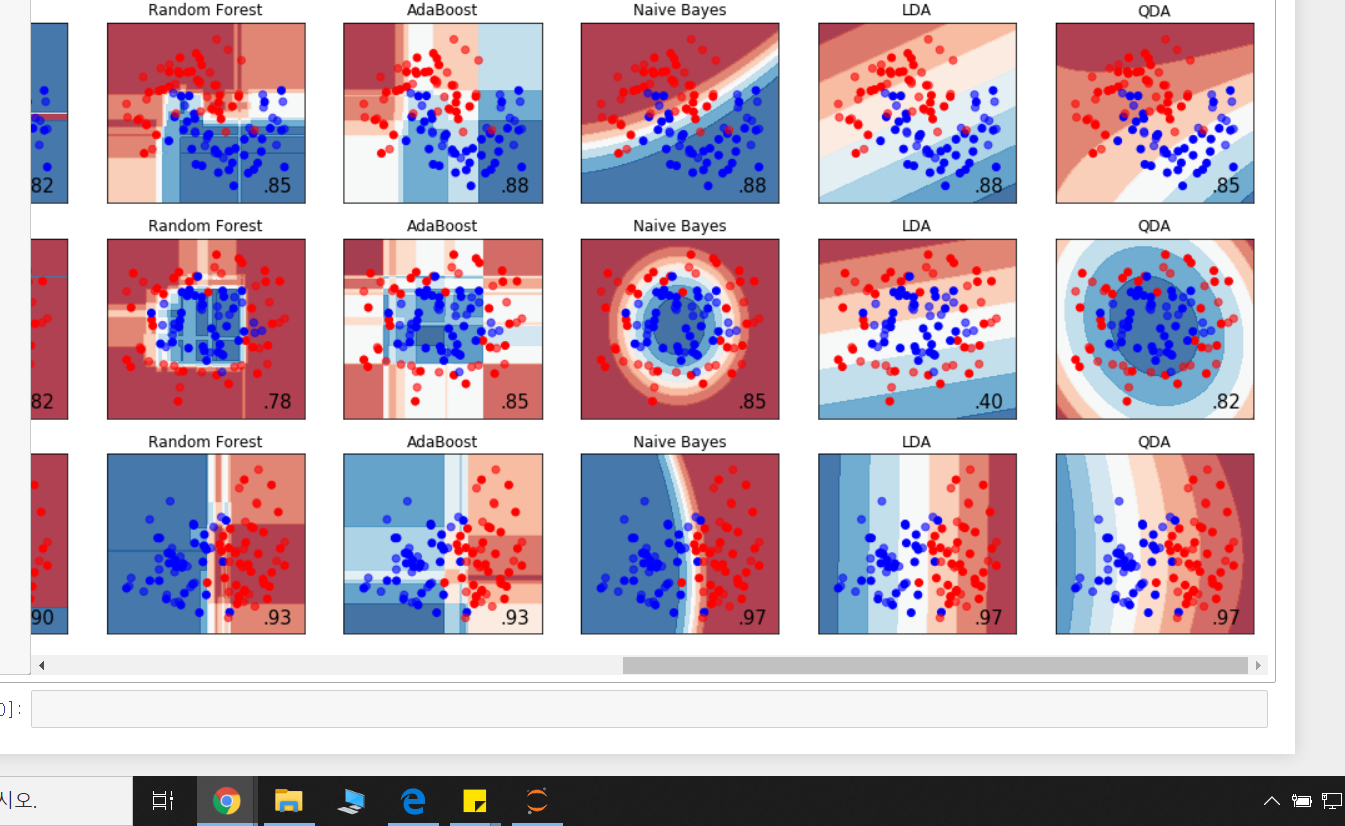 Random Forest AdaBoost Naive Bayes LDA QDA
82 .85 .88 .88 .88 .85
Random Forest AdaBoost Naive Bayes LDA QDA
82 .78 .85 .85 .40 .82
Random Forest AdaBoost Naive Bayes LDA QDA
90 .93 .93 .97 .97 .97
]:
시오.